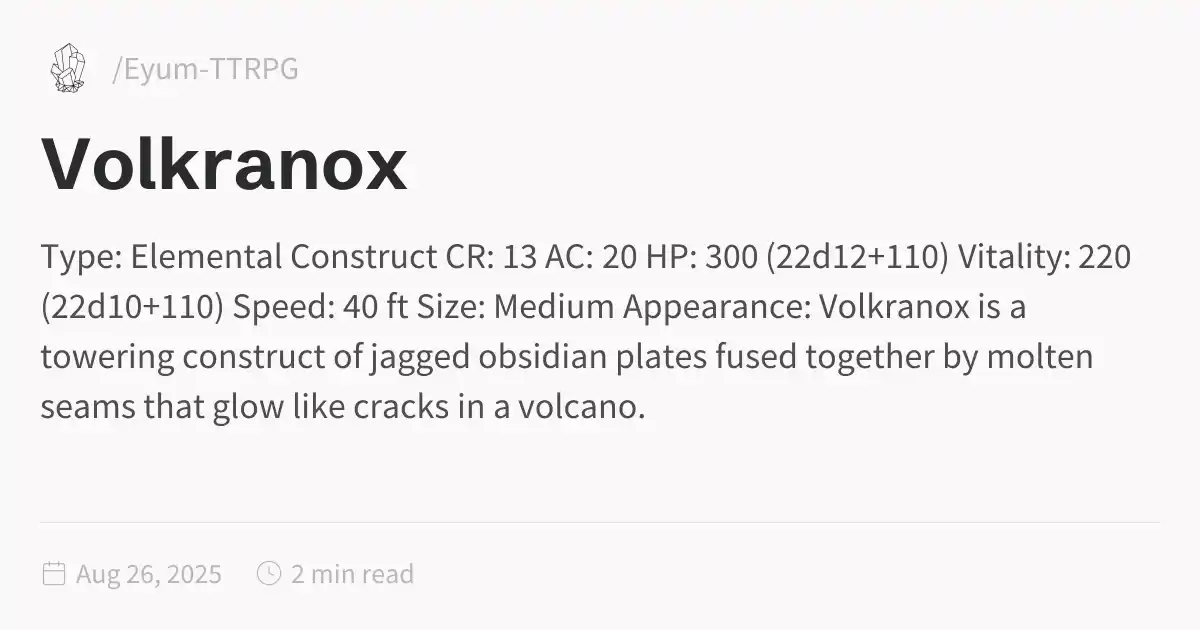 /Eyum-TTRPG
Volkranox
Type: Elemental Construct CR: 13 AC: 20 HP: 300 (22d12+110) Vitality: 220
(22d10+110) Speed: 40 ft Size: Medium Appearance: Volkranox is a
towering construct of jagged obsidian plates fused together by molten
seams that glow like cracks in a volcano.
Aug 26, 2025 2 min read